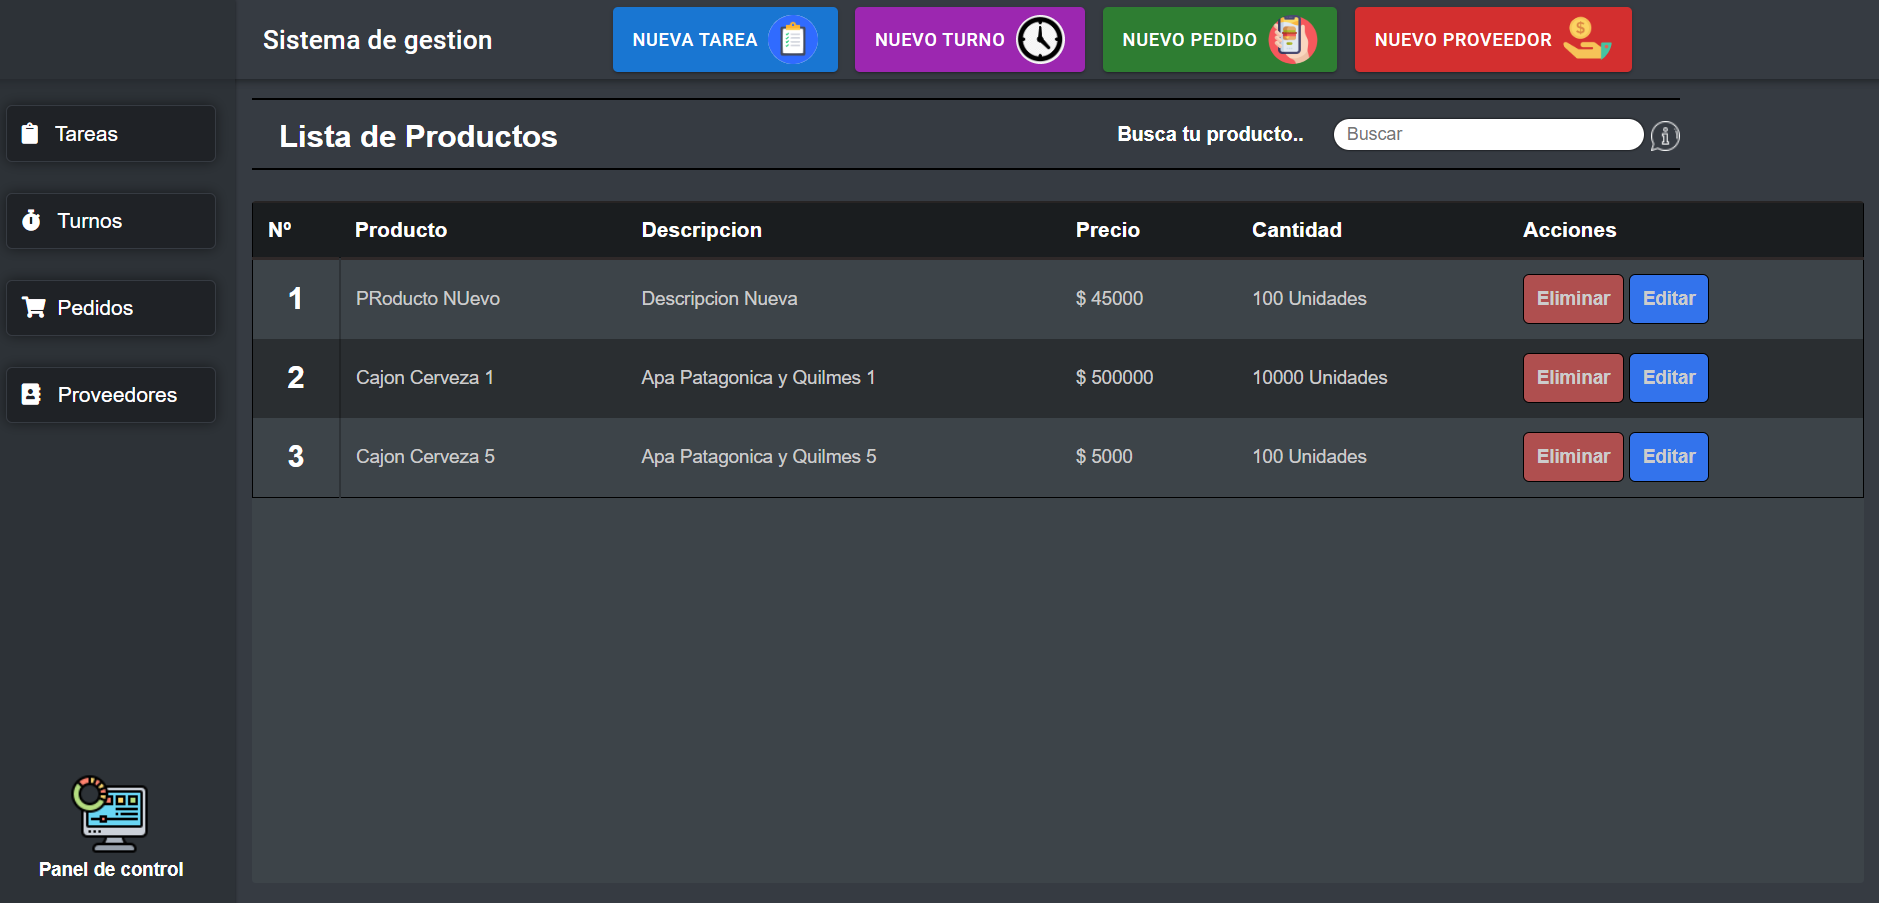 Sistema de gestion
NUEVA TAREA
NUEVO TURNO
NUEVO PEDIDO
NUEVO PROVEEDOR
Tareas
Turnos
Pedidos
Proveedores
Panel de control
Lista de Productos
Busca tu producto..
Buscar
Nº Producto Descripcion Precio Cantidad Acciones
1 PRoducto NUevo Descripcion Nueva $ 45000 100 Unidades Eliminar Editar
2 Cajon Cerveza 1 Apa Patagonica y Quilmes 1 $ 500000 10000 Unidades Eliminar Editar
3 Cajon Cerveza 5 Apa Patagonica y Quilmes 5 $ 5000 100 Unidades Eliminar Editar